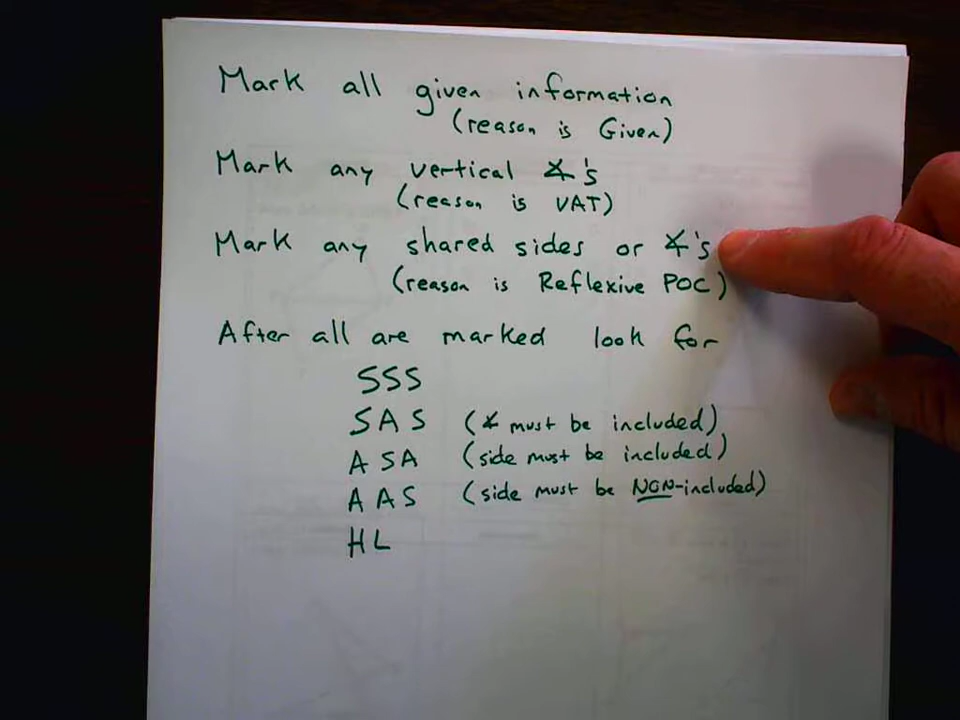 Mark all given information
(reason is Given)
Mark any vertical ∡'s
(reason is VAT)
Mark any shared sides or ∡'s
(reason is Reflexive POC)
After all are marked look for
SSS
SAS (∡ must be included)
ASA (side must be included)
AAS (side must be NON-included)
HL